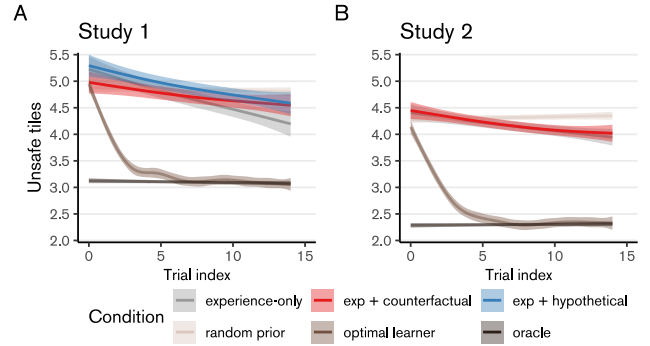 A
B
Study 1
Study 2
Unsafe tiles
5.5
5.0
4.5
4.0
3.5
3.0
2.5
2.0
0
5
10
15
Trial index
5.5
5.0
4.5
4.0
3.5
3.0
2.5
2.0
0
5
10
15
Trial index
Condition
experience-only
exp + counterfactual
exp + hypothetical
random prior
optimal learner
oracle